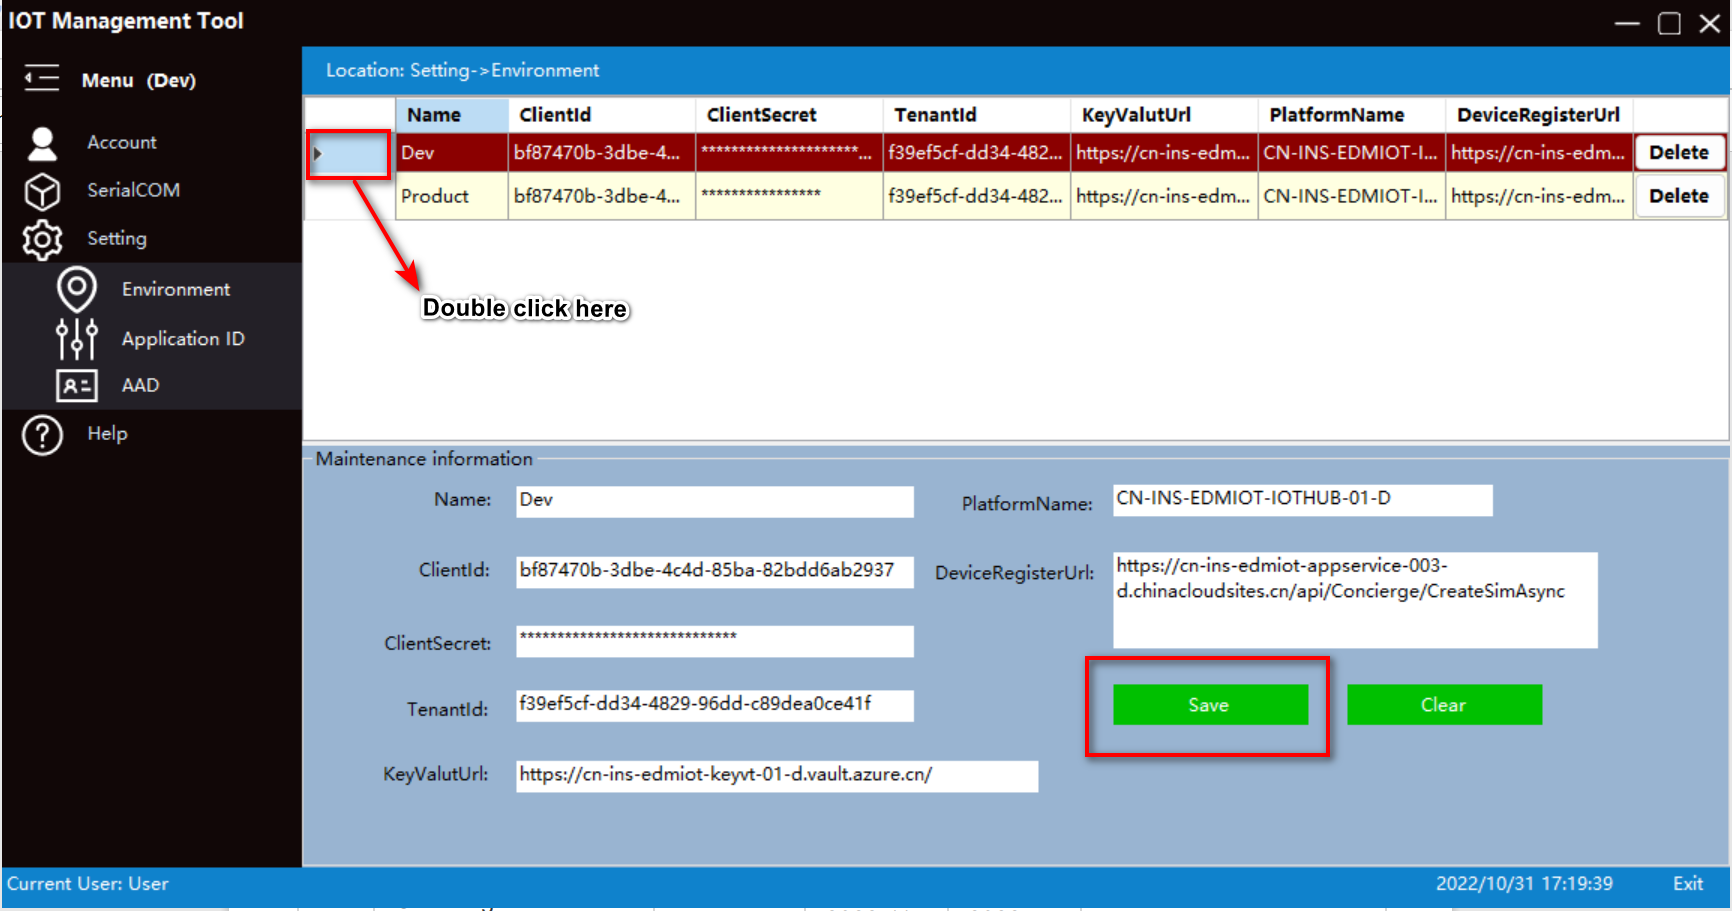 IOT Management Tool
Menu (Dev)
Location: Setting->Environment
Account
SerialCOM
Setting
Environment
Application ID
AAD
Help
Name ClientId ClientSecret TenantId KeyValutUrl PlatformName DeviceRegisterUrl
Dev bf87470b-3dbe-4... *********************... f39ef5cf-dd34-482... https://cn-ins-edm... CN-INS-EDMIOT-I... https://cn-ins-edm... Delete
Product bf87470b-3dbe-4... **************** f39ef5cf-dd34-482... https://cn-ins-edm... CN-INS-EDMIOT-I... https://cn-ins-edm... Delete
Double click here
Maintenance information
Name: Dev
ClientId: bf87470b-3dbe-4c4d-85ba-82bdd6ab2937
ClientSecret: *****************************
TenantId: f39ef5cf-dd34-4829-96dd-c89dea0ce41f
KeyValutUrl: https://cn-ins-edmiot-keyvt-01-d.vault.azure.cn/
PlatformName: CN-INS-EDMIOT-IOTHUB-01-D
DeviceRegisterUrl: https://cn-ins-edmiot-appservice-003-
d.chinacloudsites.cn/api/Concierge/CreateSimAsync
Save Clear
Current User: User 2022/10/31 17:19:39 Exit